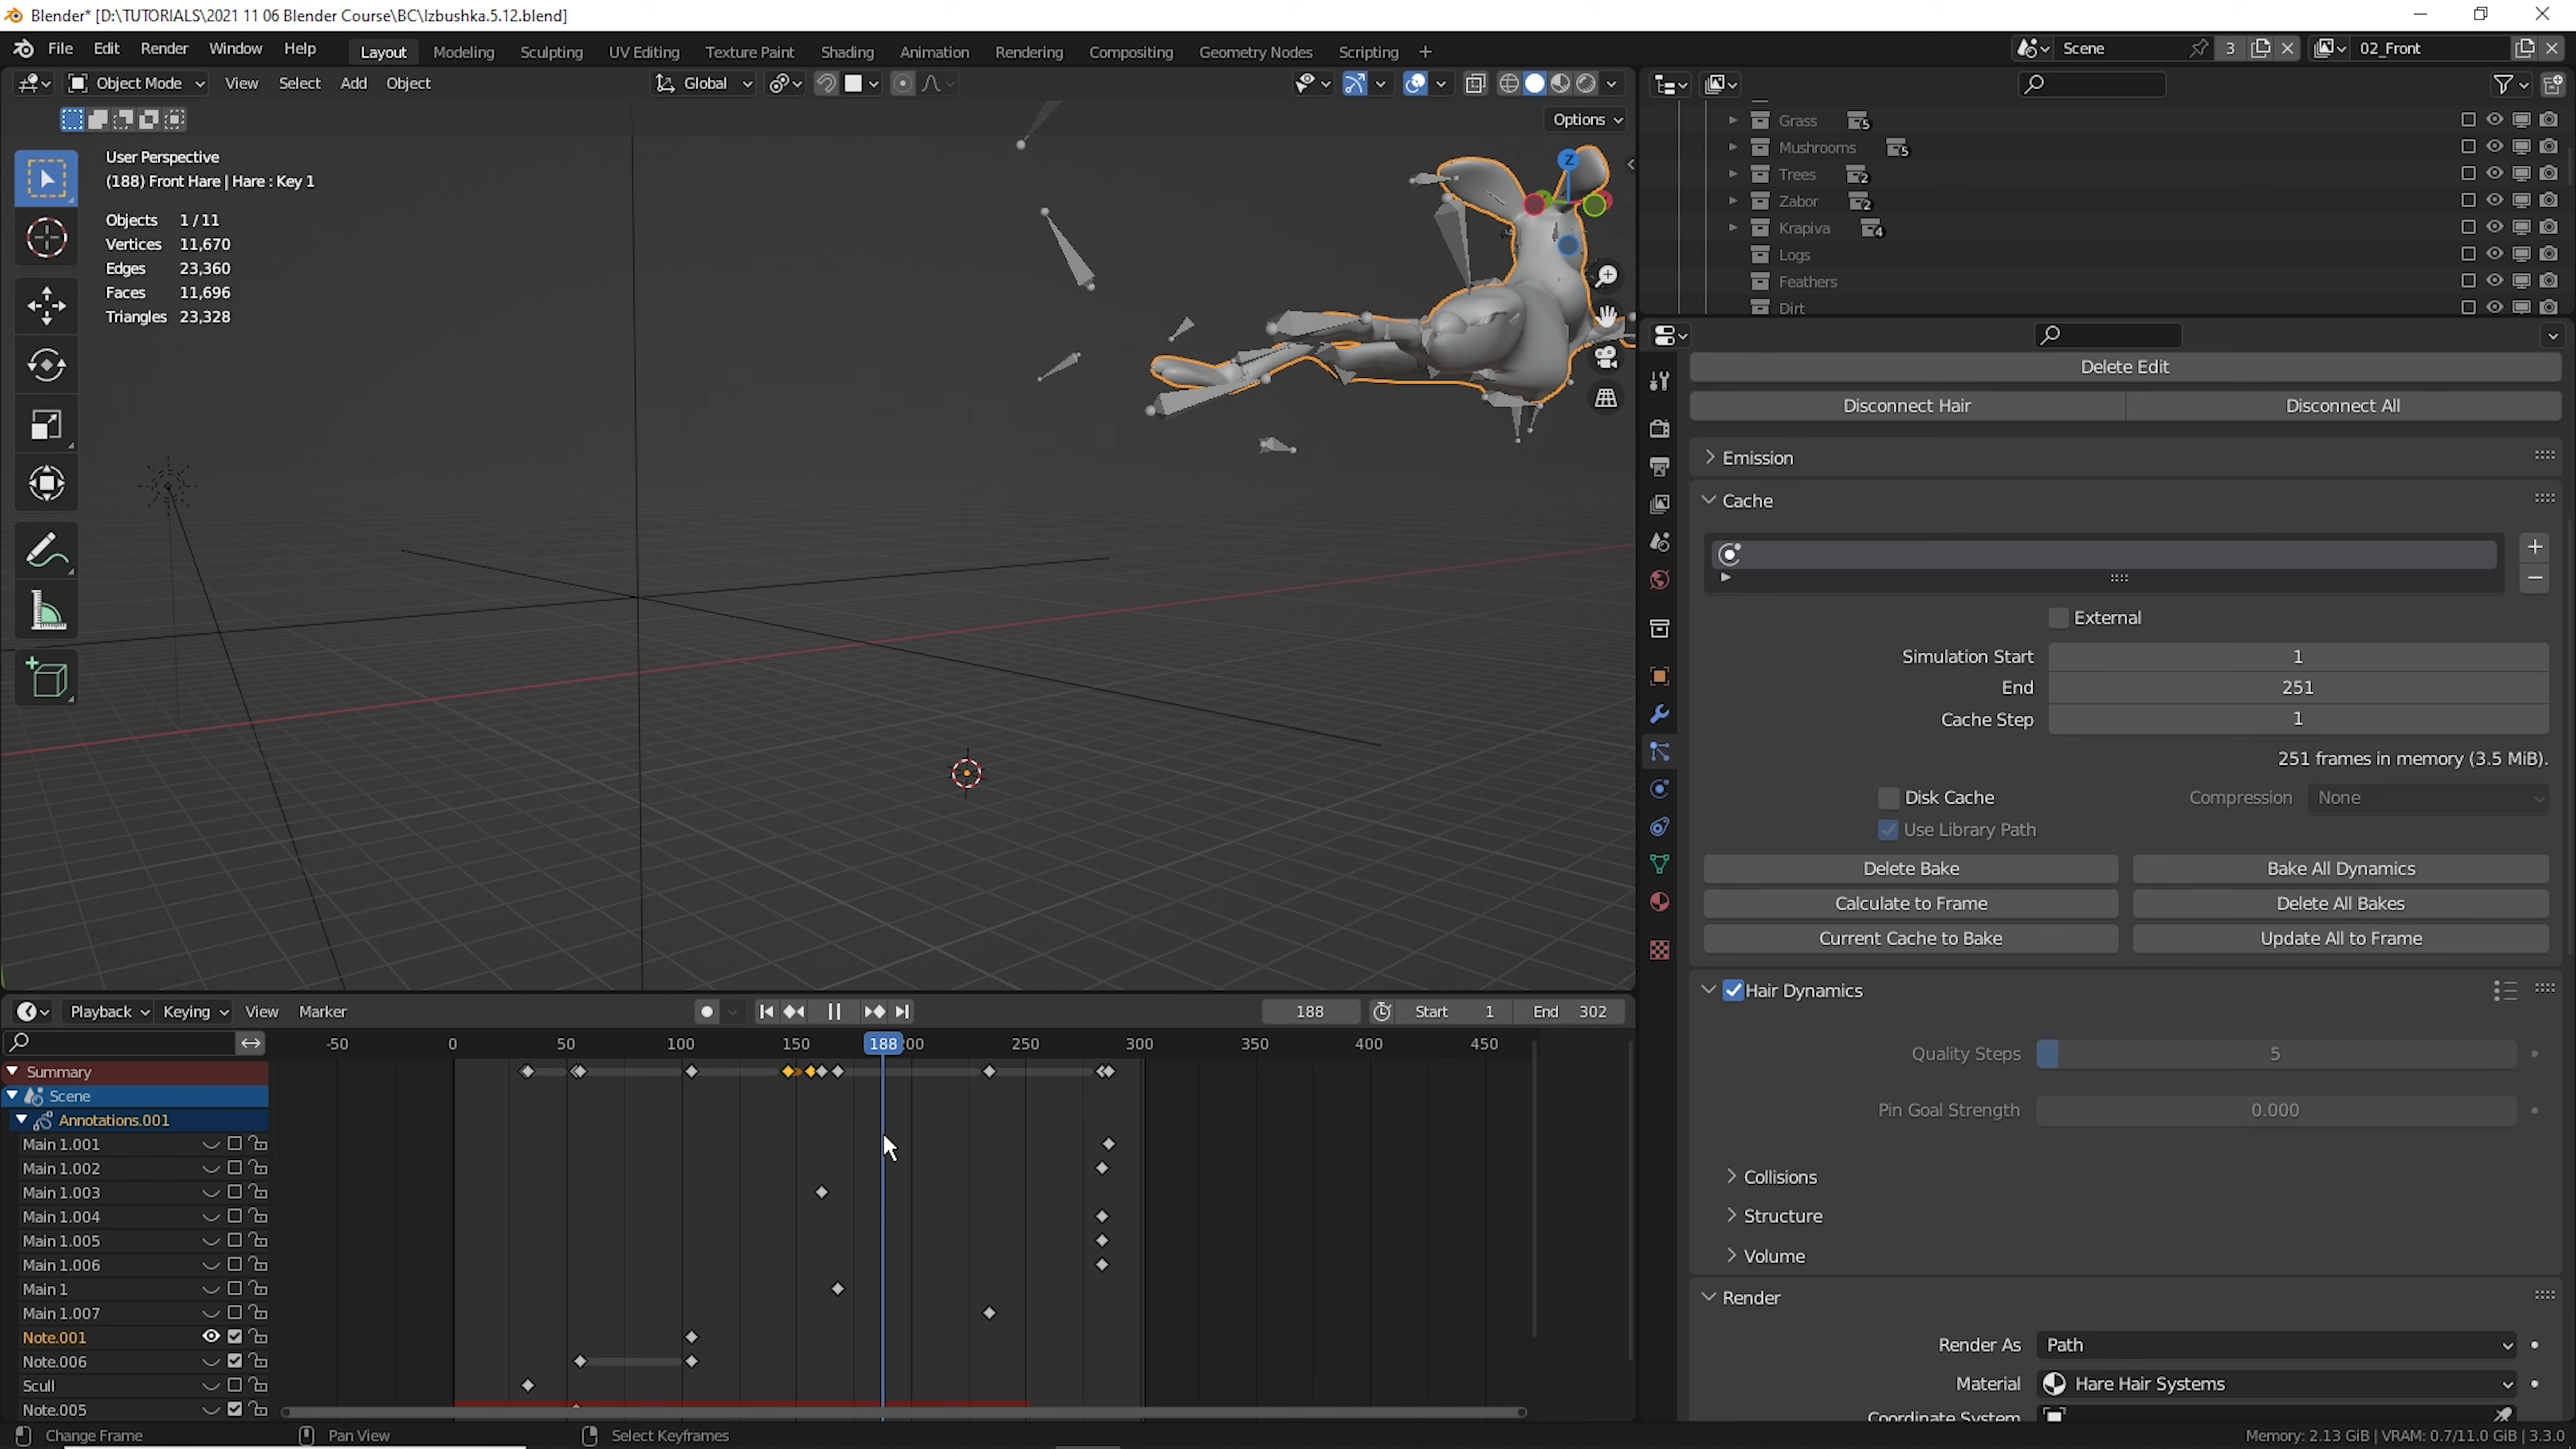 Blender* [D:\TUTORIALS\2021 11 06 Blender Course\BC\Izbushka.5.12.blend]
File Edit Render Window Help Layout Modeling Sculpting UV Editing Texture Paint Shading Animation Rendering Compositing Geometry Nodes Scripting + Scene 3 02_Front
Object Mode View Select Add Object Global
Options
User Perspective
(188) Front Hare | Hare : Key 1
Objects 1/11
Vertices 11,670
Edges 23,360
Faces 11,696
Triangles 23,328
Z
Grass 5
Mushrooms 5
Trees 2
Zabor 2
Krapiva 4
Logs
Feathers
Dirt
Delete Edit
Disconnect Hair Disconnect All
Emission
Cache
External
Simulation Start 1
End 251
Cache Step 1
251 frames in memory (3.5 MiB).
Disk Cache Compression None
Use Library Path
Delete Bake Bake All Dynamics
Calculate to Frame Delete All Bakes
Current Cache to Bake Update All to Frame
Hair Dynamics
Quality Steps 5
Pin Goal Strength 0.000
Collisions
Structure
Volume
Render
Render As Path
Material Hare Hair Systems
Coordinate System
Playback Keying View Marker 188 Start 1 End 302
-50 0 50 100 150 188 200 250 300 350 400 450
Summary
Scene
Annotations.001
Main 1.001
Main 1.002
Main 1.003
Main 1.004
Main 1.005
Main 1.006
Main 1
Main 1.007
Note.001
Note.006
Scull
Note.005
Change Frame Pan View Select Keyframes Memory: 2.13 GiB | VRAM: 0.7/11.0 GiB | 3.3.0